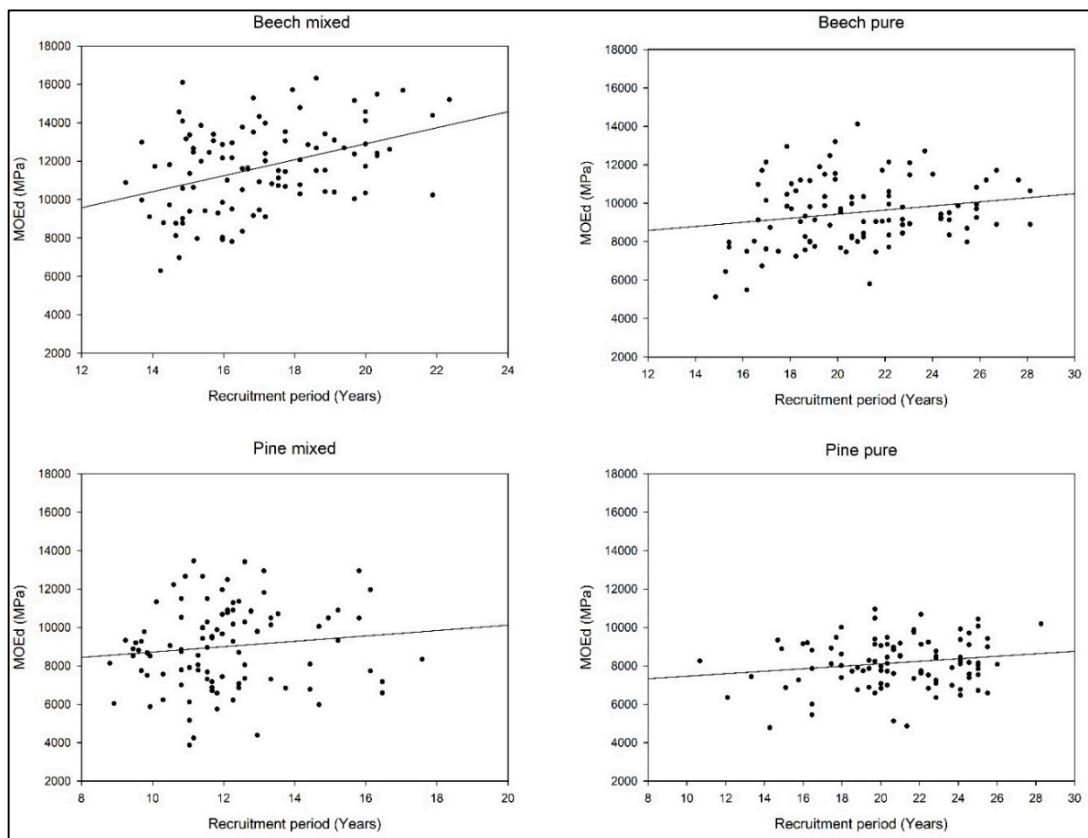 Beech mixed
18000
16000
14000
12000
10000
8000
6000
4000
2000
MOEd (MPa)
12 14 16 18 20 22 24
Recruitment period (Years)
Beech pure
18000
16000
14000
12000
10000
8000
6000
4000
2000
MOEd (MPa)
12 14 16 18 20 22 24 26 28 30
Recruitment period (Years)
Pine mixed
18000
16000
14000
12000
10000
8000
6000
4000
2000
MOEd (MPa)
8 10 12 14 16 18 20
Recruitment period (Years)
Pine pure
18000
16000
14000
12000
10000
8000
6000
4000
2000
MOEd (MPa)
8 10 12 14 16 18 20 22 24 26 28 30
Recruitment period (Years)